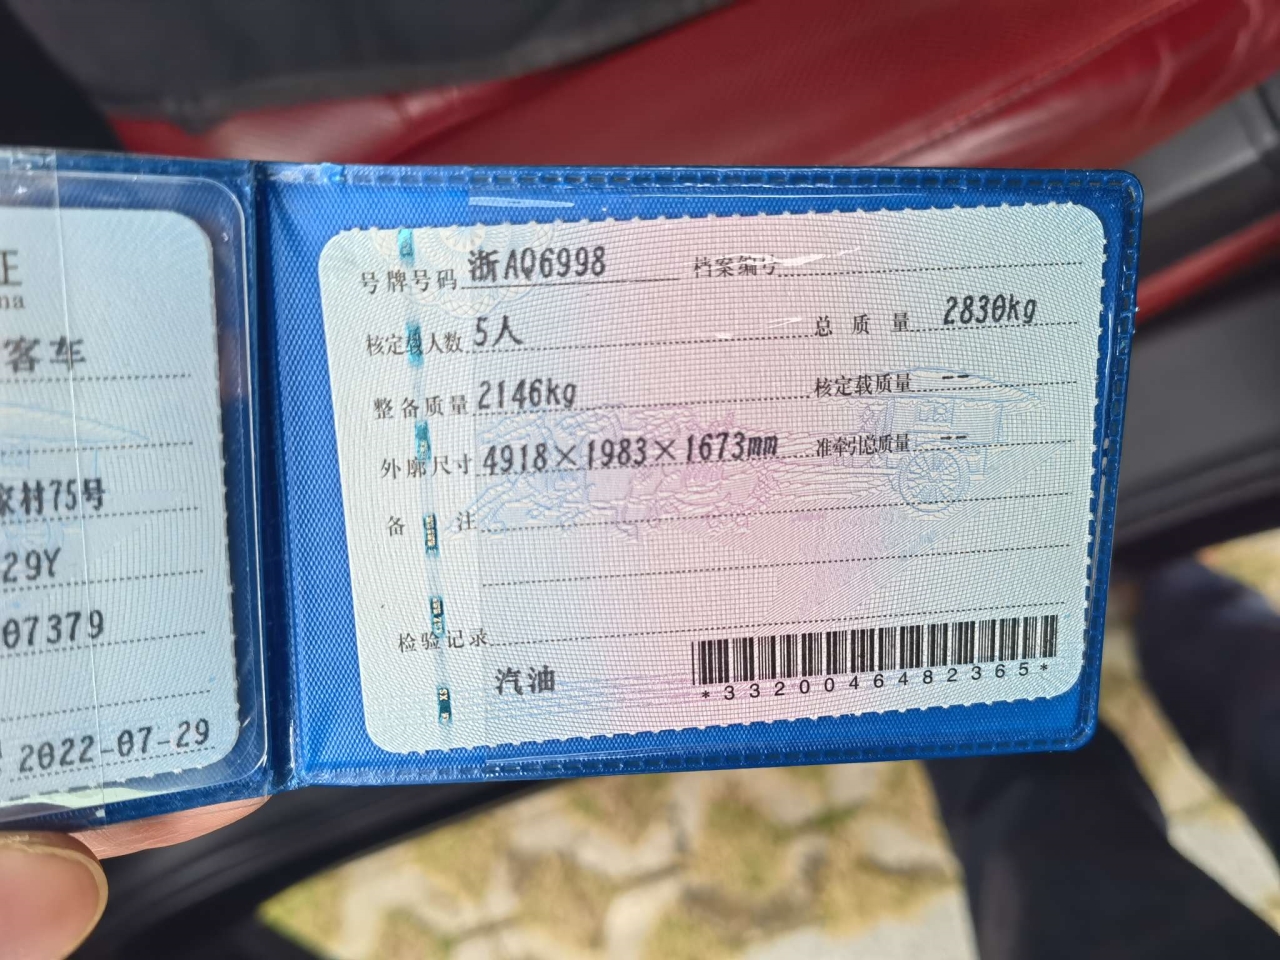 正
na
客车
家村75号
29Y
07379
2022-07-29
号牌号码 浙AQ6998 档案编号
核定载人数 5人 总质量 2830kg
整备质量 2146kg 核定载质量 --
外廓尺寸 4918×1983×1673mm 准牵引总质量 --
备注
检验记录
汽油
*3320046482365*